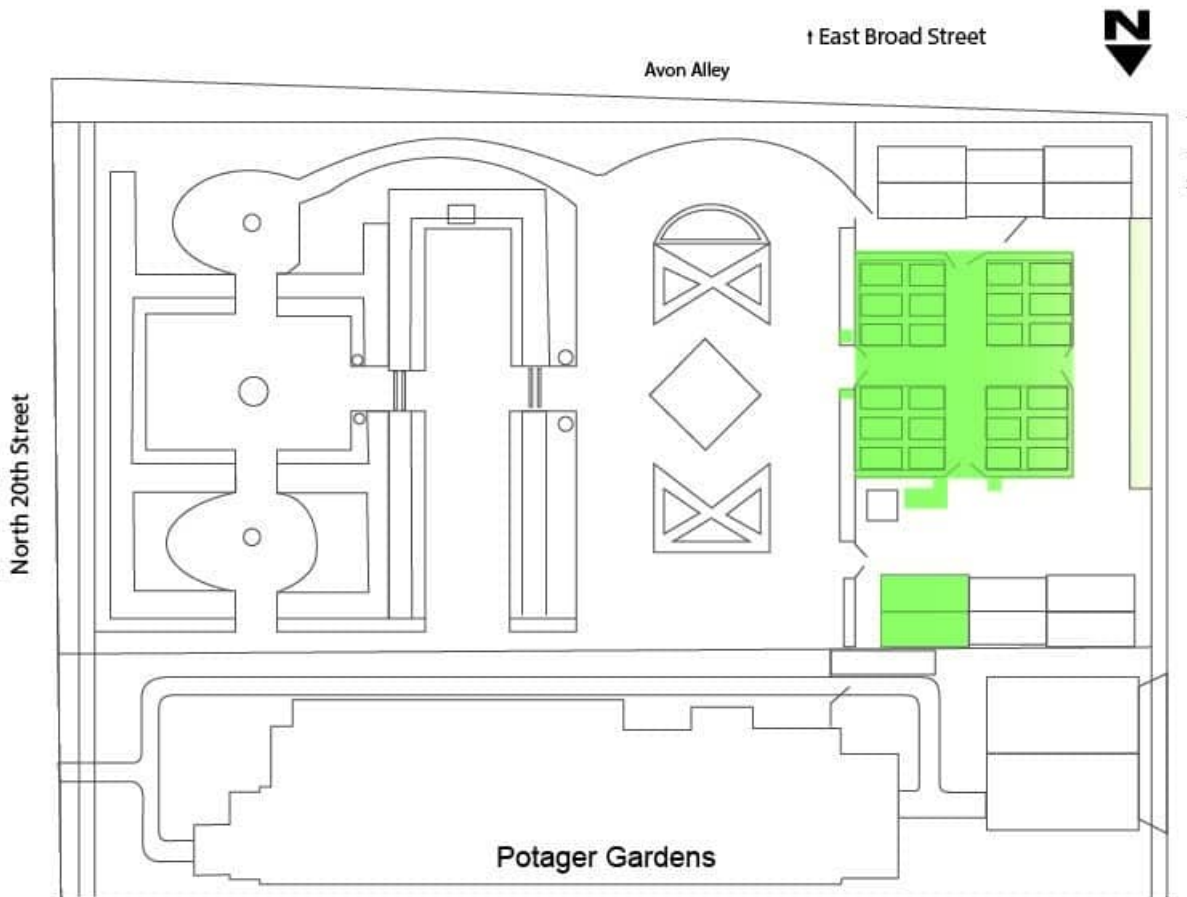 N
↑ East Broad Street
Avon Alley
North 20th Street
Potager Gardens